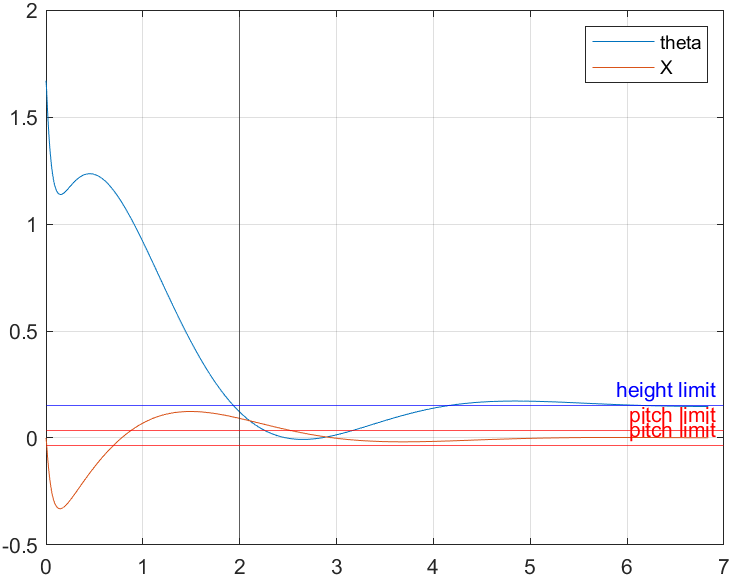 2
theta
X
1.5
1
0.5
height limit
pitch limit
pitch limit
0
-0.5
0 1 2 3 4 5 6 7